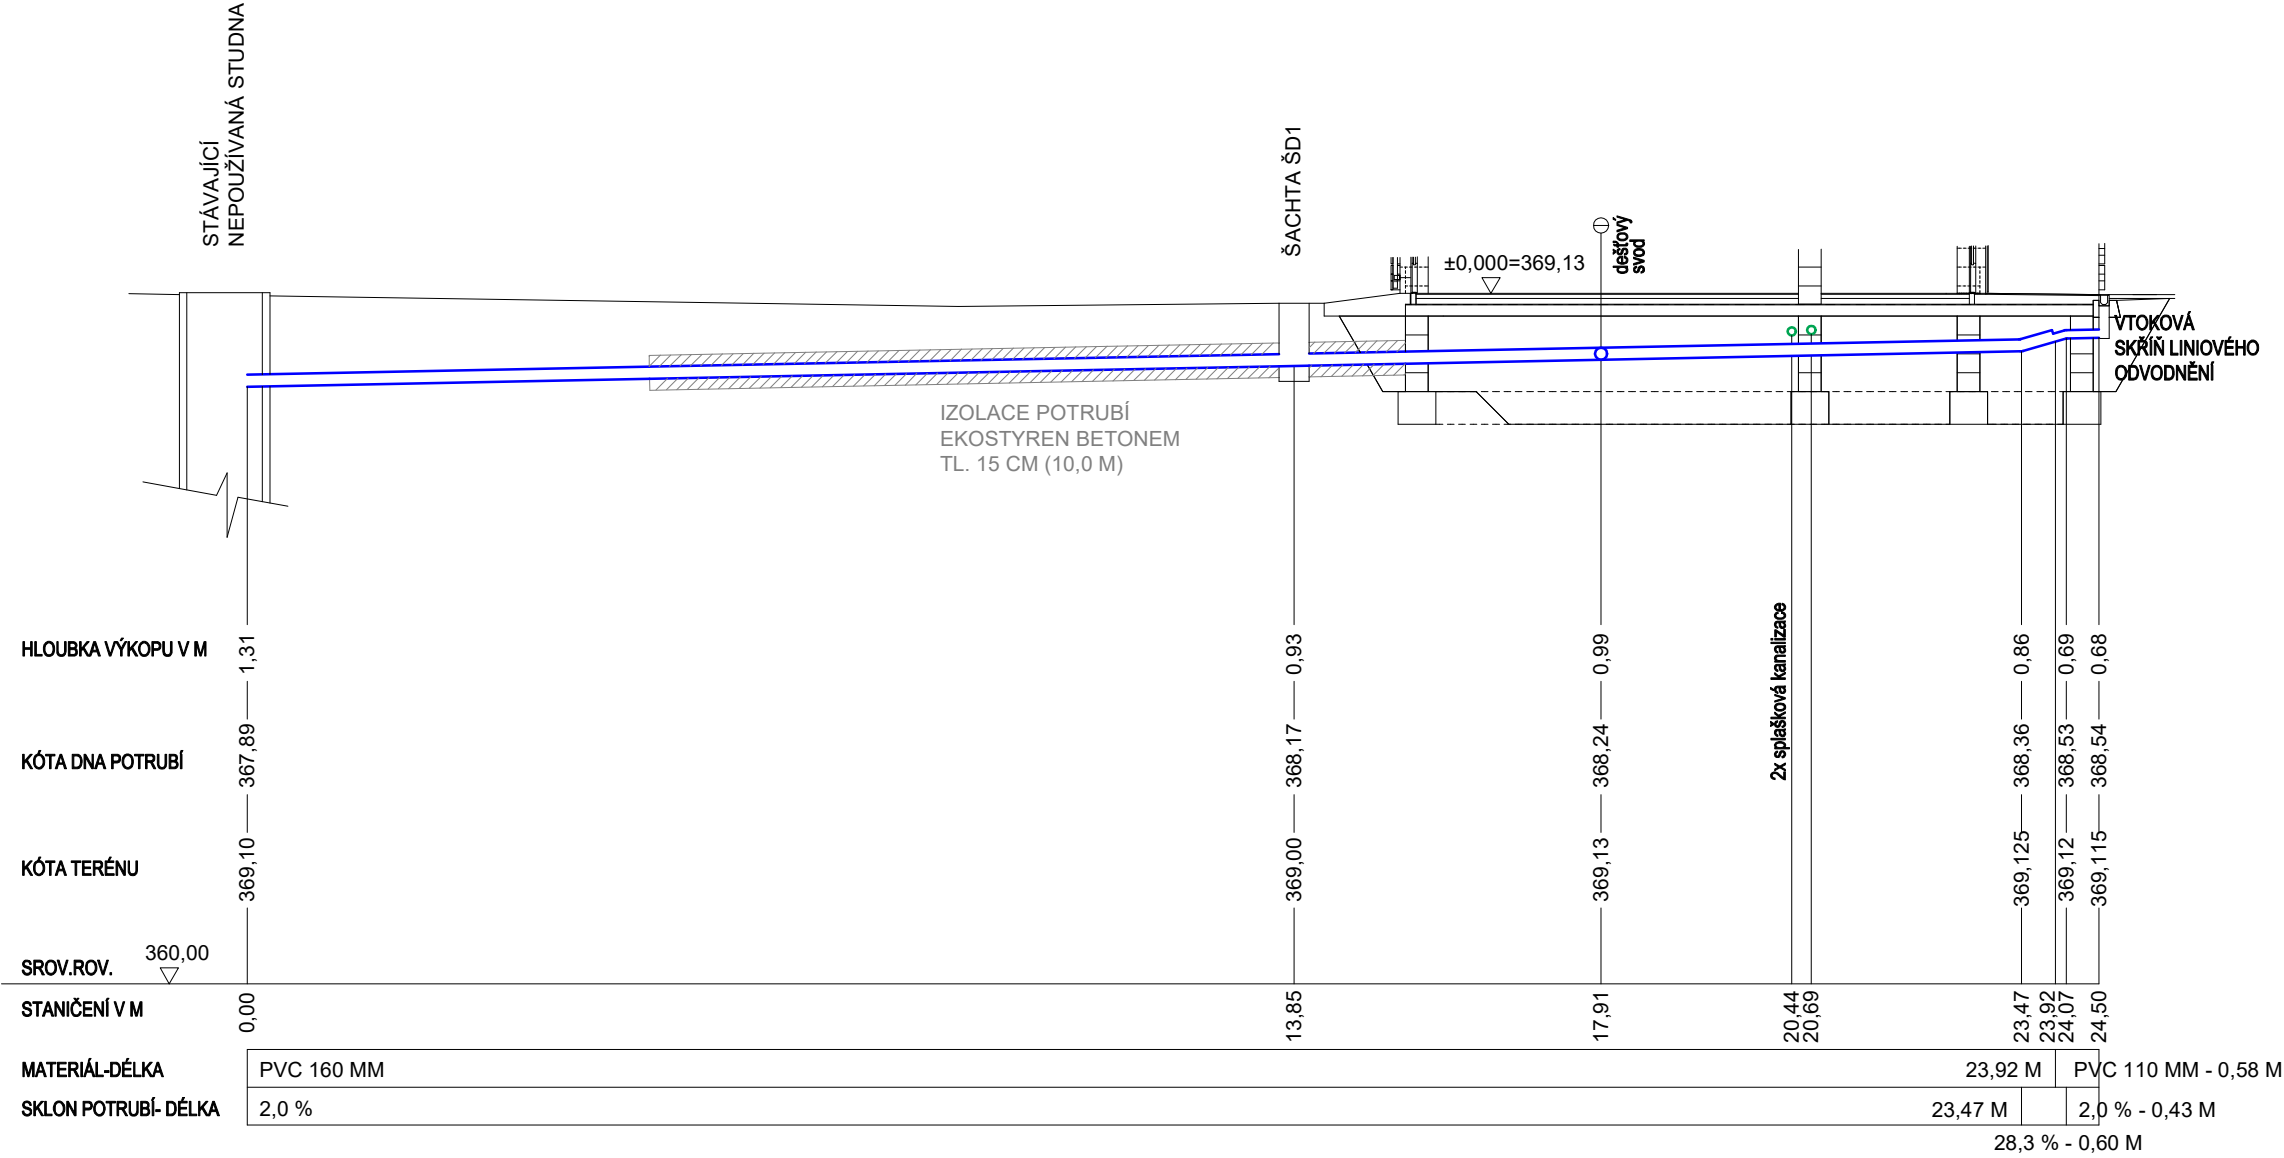 STÁVAJÍCÍ
NEPOUŽÍVANÁ STUDNA
ŠACHTA ŠD1
dešťový
svod
±0,000=369,13
VTOKOVÁ
SKŘÍŇ LINIOVÉHO
ODVODNĚNÍ
IZOLACE POTRUBÍ
EKOSTYREN BETONEM
TL. 15 CM (10,0 M)
2x splašková kanalizace
HLOUBKA VÝKOPU V M 1,31 0,93 0,99 0,86 0,69 0,68
KÓTA DNA POTRUBÍ 367,89 368,17 368,24 368,36 368,53 368,54
KÓTA TERÉNU 369,10 369,00 369,13 369,125 369,12 369,115
SROV.ROV. 360,00
STANIČENÍ V M 0,00 13,85 17,91 20,44 20,69 23,47 23,92 24,07 24,50
MATERIÁL-DÉLKA PVC 160 MM 23,92 M PVC 110 MM - 0,58 M
SKLON POTRUBÍ- DÉLKA 2,0 % 23,47 M 2,0 % - 0,43 M
28,3 % - 0,60 M